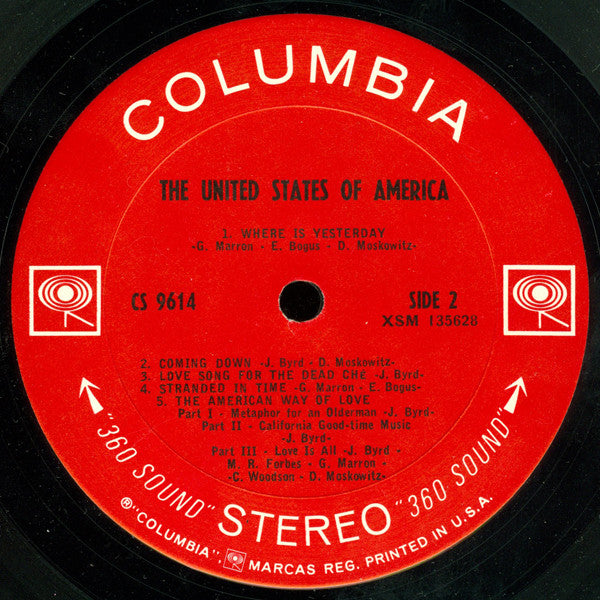 COLUMBIA
THE UNITED STATES OF AMERICA
1. WHERE IS YESTERDAY
-G. Marron - E. Bogus - D. Moskowitz-
CS 9614
SIDE 2
XSM 135628
2. COMING DOWN -J. Byrd - D. Moskowitz-
3. LOVE SONG FOR THE DEAD CHE -J. Byrd-
4. STRANDED IN TIME -G. Marron - E. Bogus-
5. THE AMERICAN WAY OF LOVE
Part I - Metaphor for an Olderman -J. Byrd-
Part II - California Good-time Music
-J. Byrd-
Part III - Love Is All -J. Byrd -
M. R. Forbes - G. Marron -
-C. Woodson - D. Moskowitz-
"360 SOUND" STEREO "360 SOUND"
℗"COLUMBIA", MARCAS REG. PRINTED IN U.S.A.